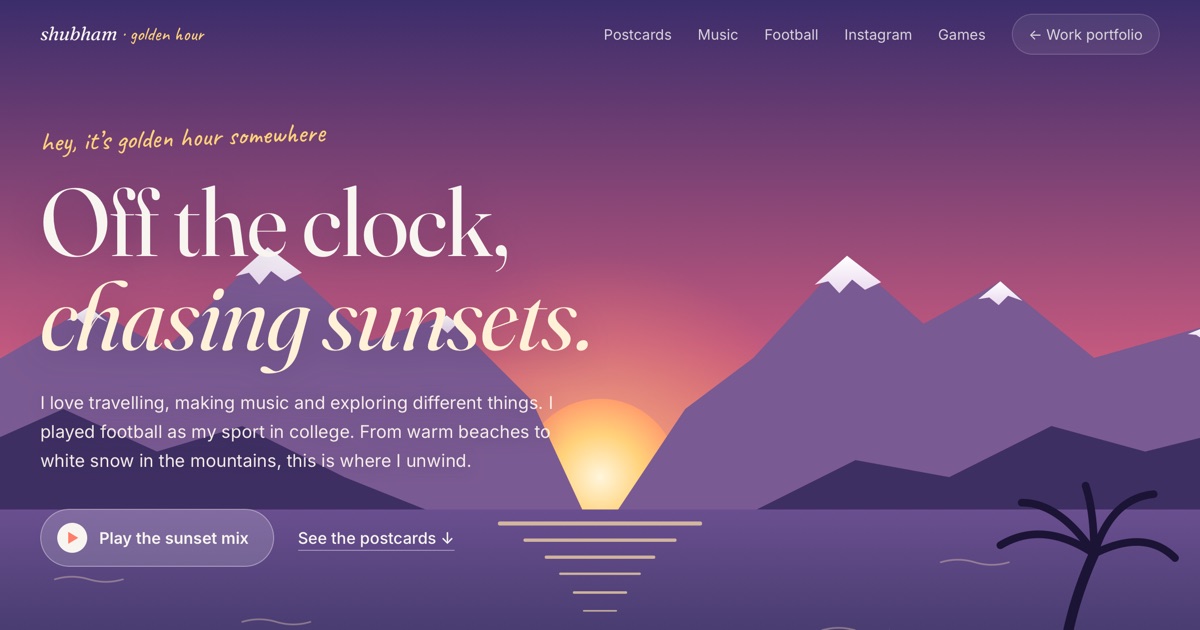 shubham · golden hour
Postcards Music Football Instagram Games ← Work portfolio
hey, it's golden hour somewhere
Off the clock,
chasing sunsets.
I love travelling, making music and exploring different things. I
played football as my sport in college. From warm beaches to
white snow in the mountains, this is where I unwind.
Play the sunset mix See the postcards ↓